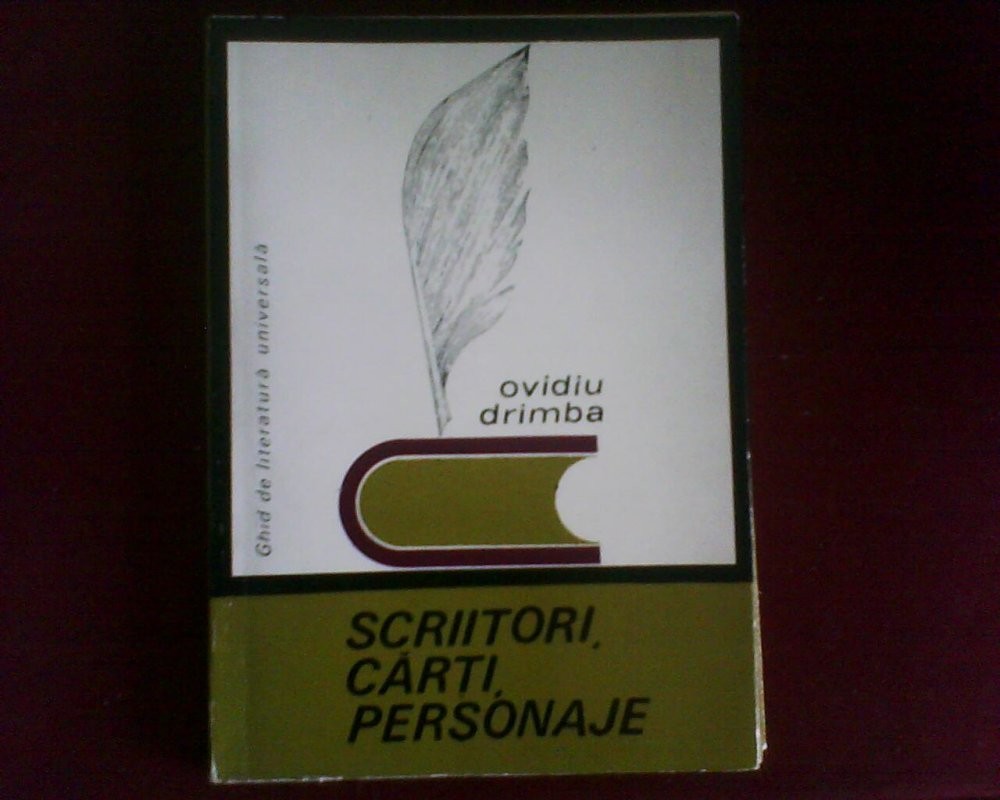 Ghid de literatură universală
ovidiu
drimba
SCRIITORI,
CĂRȚI,
PERSONAJE